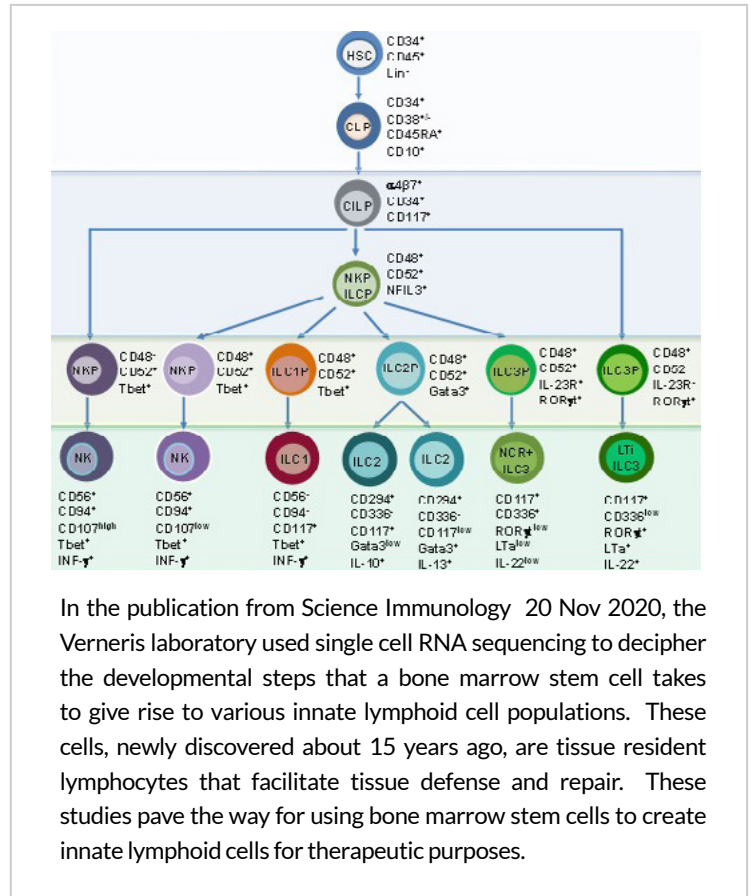 HSC
CD34⁺
CD45⁺
Lin⁻
CLP
CD34⁺
CD38⁺/⁻
CD45RA⁺
CD10⁺
CILP
α4β7⁺
CD34⁺
CD117⁺
NKP
ILCP
CD48⁺
CD52⁺
NFIL3⁺
NKP
CD48⁻
CD52⁺
Tbet⁺
NKP
CD48⁺
CD52⁺
Tbet⁺
ILC1P
CD48⁺
CD52⁺
Tbet⁺
ILC2P
CD48⁺
CD52⁺
Gata3⁺
ILC3P
CD48⁺
CD52⁺
IL-23R⁺
RORγt⁺
ILC3P
CD48⁺
CD52
IL-23R⁻
RORγt⁺
NK
CD56⁺
CD94⁺
CD107high
Tbet⁺
INF-γ⁺
NK
CD56⁺
CD94⁺
CD107low
Tbet⁺
INF-γ⁺
ILC1
CD56⁻
CD94⁻
CD117⁺
Tbet⁺
INF-γ⁺
ILC2
CD294⁺
CD336⁻
CD117⁺
Gata3low
IL-10⁺
ILC2
CD294⁺
CD336⁻
CD117low
Gata3⁺
IL-13⁺
NCR+
ILC3
CD117⁺
CD336⁺
RORγtlow
LTalow
IL-22low
LTi
ILC3
CD117⁺
CD336low
RORγt⁺
LTa⁺
IL-22⁺
In the publication from Science Immunology 20 Nov 2020, the
Verneris laboratory used single cell RNA sequencing to decipher
the developmental steps that a bone marrow stem cell takes
to give rise to various innate lymphoid cell populations. These
cells, newly discovered about 15 years ago, are tissue resident
lymphocytes that facilitate tissue defense and repair. These
studies pave the way for using bone marrow stem cells to create
innate lymphoid cells for therapeutic purposes.